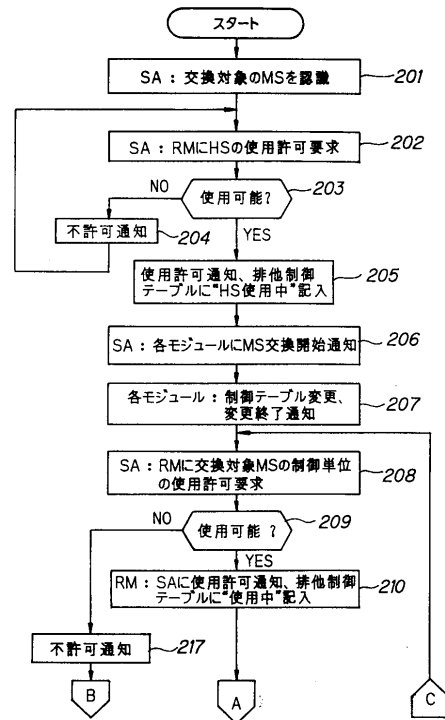 スタート
SA : 交換対象のMSを認識
201
SA : RMにHSの使用許可要求
202
使用可能?
203
NO
YES
不許可通知
204
使用許可通知、排他制御
テーブルに"HS使用中"記入
205
SA : 各モジュールにMS交換開始通知
206
各モジュール : 制御テーブル変更、
変更終了通知
207
SA : RMに交換対象MSの制御単位
の使用許可要求
208
使用可能 ?
209
NO
YES
RM : SAに使用許可通知、排他制御
テーブルに"使用中"記入
210
不許可通知
217
B
A
C